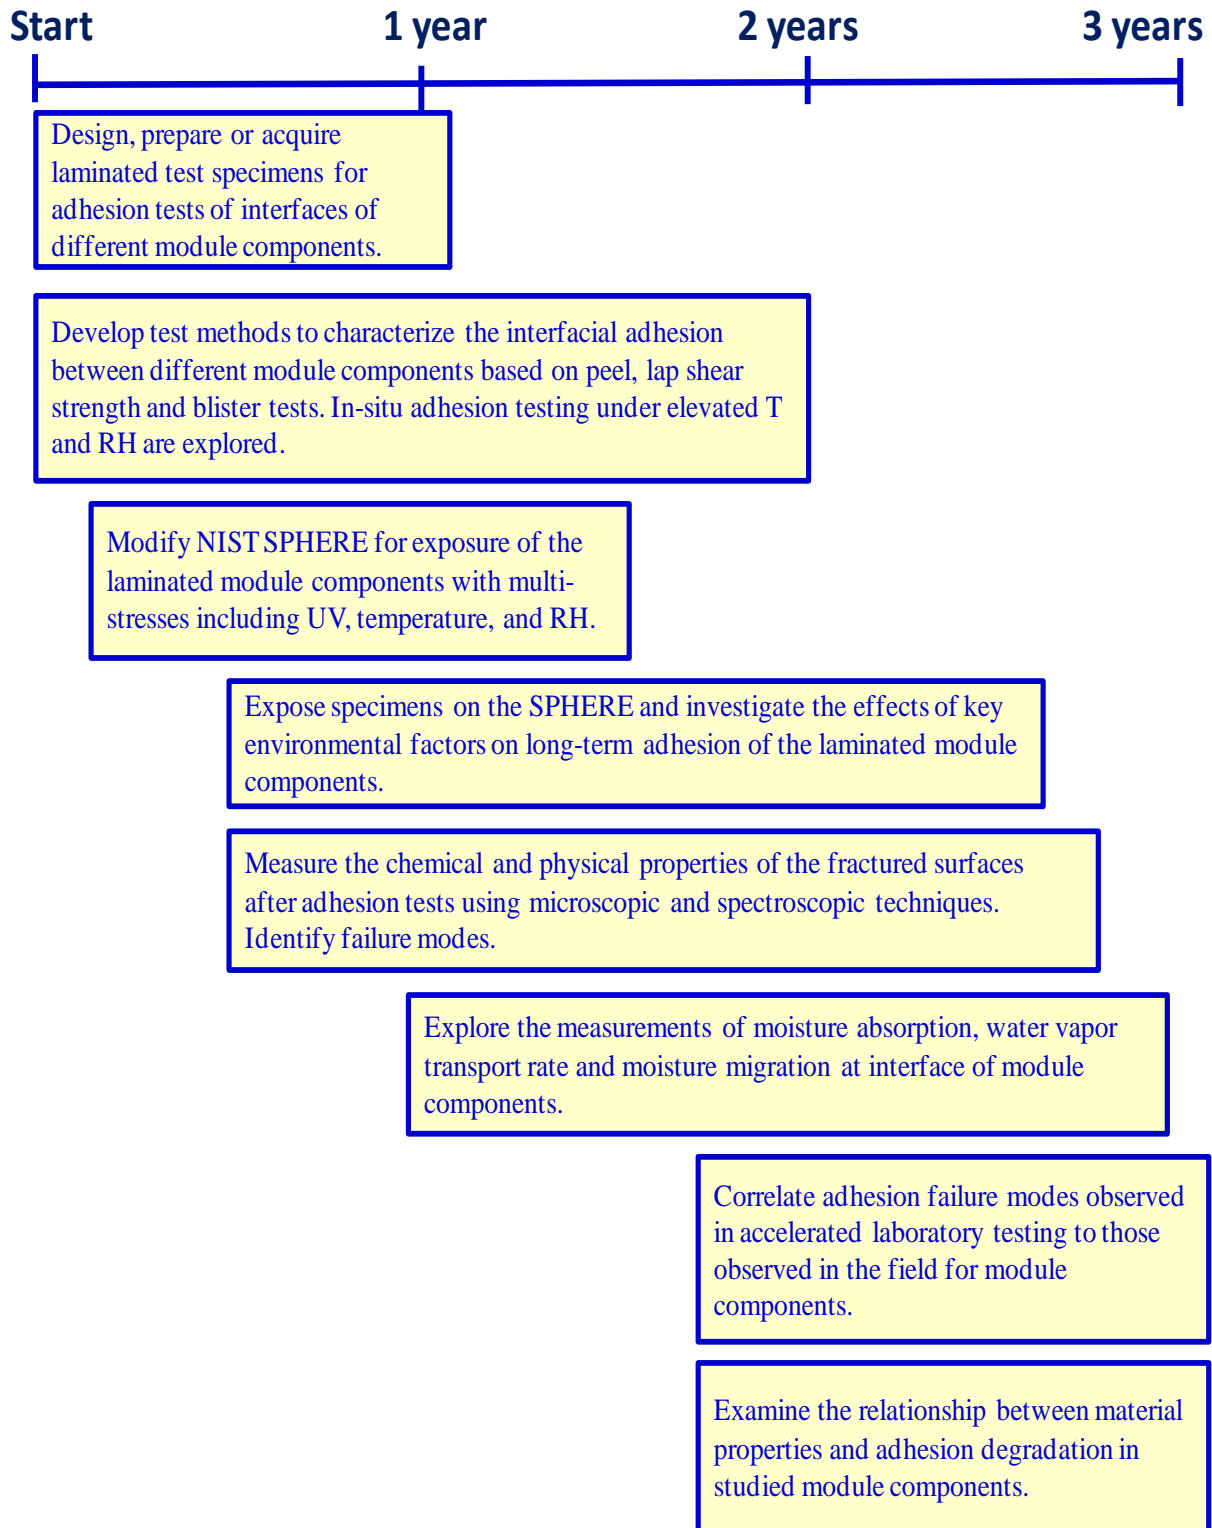 Start 1 year 2 years 3 years
Design, prepare or acquire
laminated test specimens for
adhesion tests of interfaces of
different module components.
Develop test methods to characterize the interfacial adhesion
between different module components based on peel, lap shear
strength and blister tests. In-situ adhesion testing under elevated T
and RH are explored.
Modify NIST SPHERE for exposure of the
laminated module components with multi-
stresses including UV, temperature, and RH.
Expose specimens on the SPHERE and investigate the effects of key
environmental factors on long-term adhesion of the laminated module
components.
Measure the chemical and physical properties of the fractured surfaces
after adhesion tests using microscopic and spectroscopic techniques.
Identify failure modes.
Explore the measurements of moisture absorption, water vapor
transport rate and moisture migration at interface of module
components.
Correlate adhesion failure modes observed
in accelerated laboratory testing to those
observed in the field for module
components.
Examine the relationship between material
properties and adhesion degradation in
studied module components.